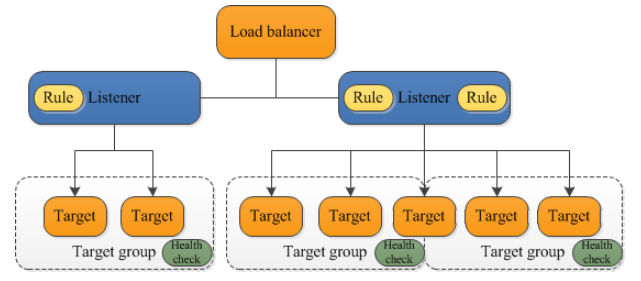 Load balancer
Rule Listener
Rule Listener Rule
Target Target
Target Target Target Target Target
Target group Health check
Target group Health check
Target group Health check